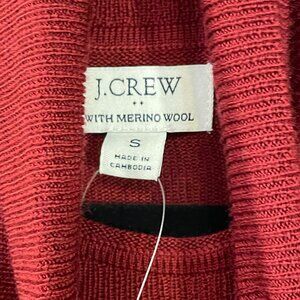 J.CREW
WITH MERINO WOOL
S
MADE IN
CAMBODIA